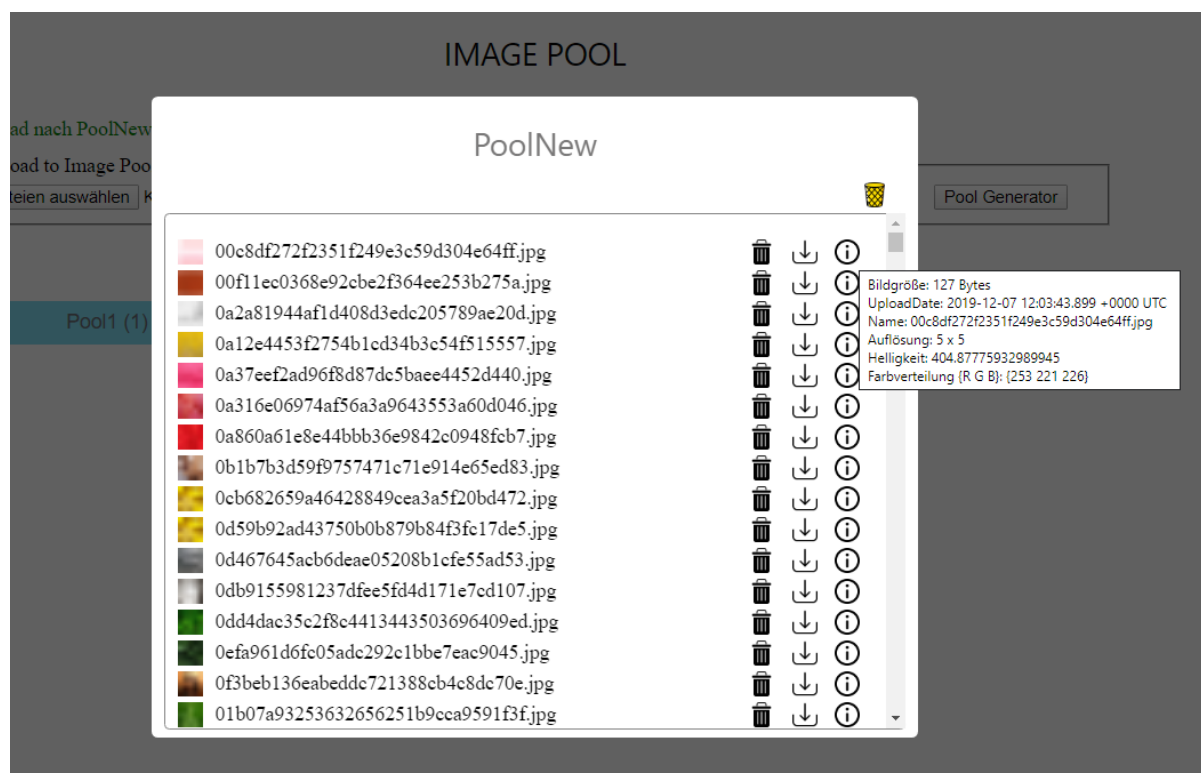 IMAGE POOL
ad nach PoolNew
oad to Image Poo
teien auswählen K
Pool Generator
Pool1 (1)
PoolNew
00c8df272f2351f249e3c59d304e64ff.jpg
00f11ec0368e92cbe2f364ee253b275a.jpg
0a2a81944af1d408d3edc205789ae20d.jpg
0a12e4453f2754b1cd34b3c54f515557.jpg
0a37eef2ad96f8d87dc5baee4452d440.jpg
0a316e06974af56a3a9643553a60d046.jpg
0a860a61e8e44bbb36e9842c0948fcb7.jpg
0b1b7b3d59f9757471c71e914e65ed83.jpg
0cb682659a46428849cea3a5f20bd472.jpg
0d59b92ad43750b0b879b84f3fc17de5.jpg
0d467645acb6deae05208b1cfe55ad53.jpg
0db9155981237dfee5fd4d171e7cd107.jpg
0dd4dac35c2f8c4413443503696409ed.jpg
0efa961d6fc05adc292c1bbe7eac9045.jpg
0f3beb136eabeddc721388cb4c8dc70e.jpg
01b07a93253632656251b9cca9591f3f.jpg
Bildgröße: 127 Bytes
UploadDate: 2019-12-07 12:03:43.899 +0000 UTC
Name: 00c8df272f2351f249e3c59d304e64ff.jpg
Auflösung: 5 x 5
Helligkeit: 404.87775932989945
Farbverteilung {R G B}: {253 221 226}